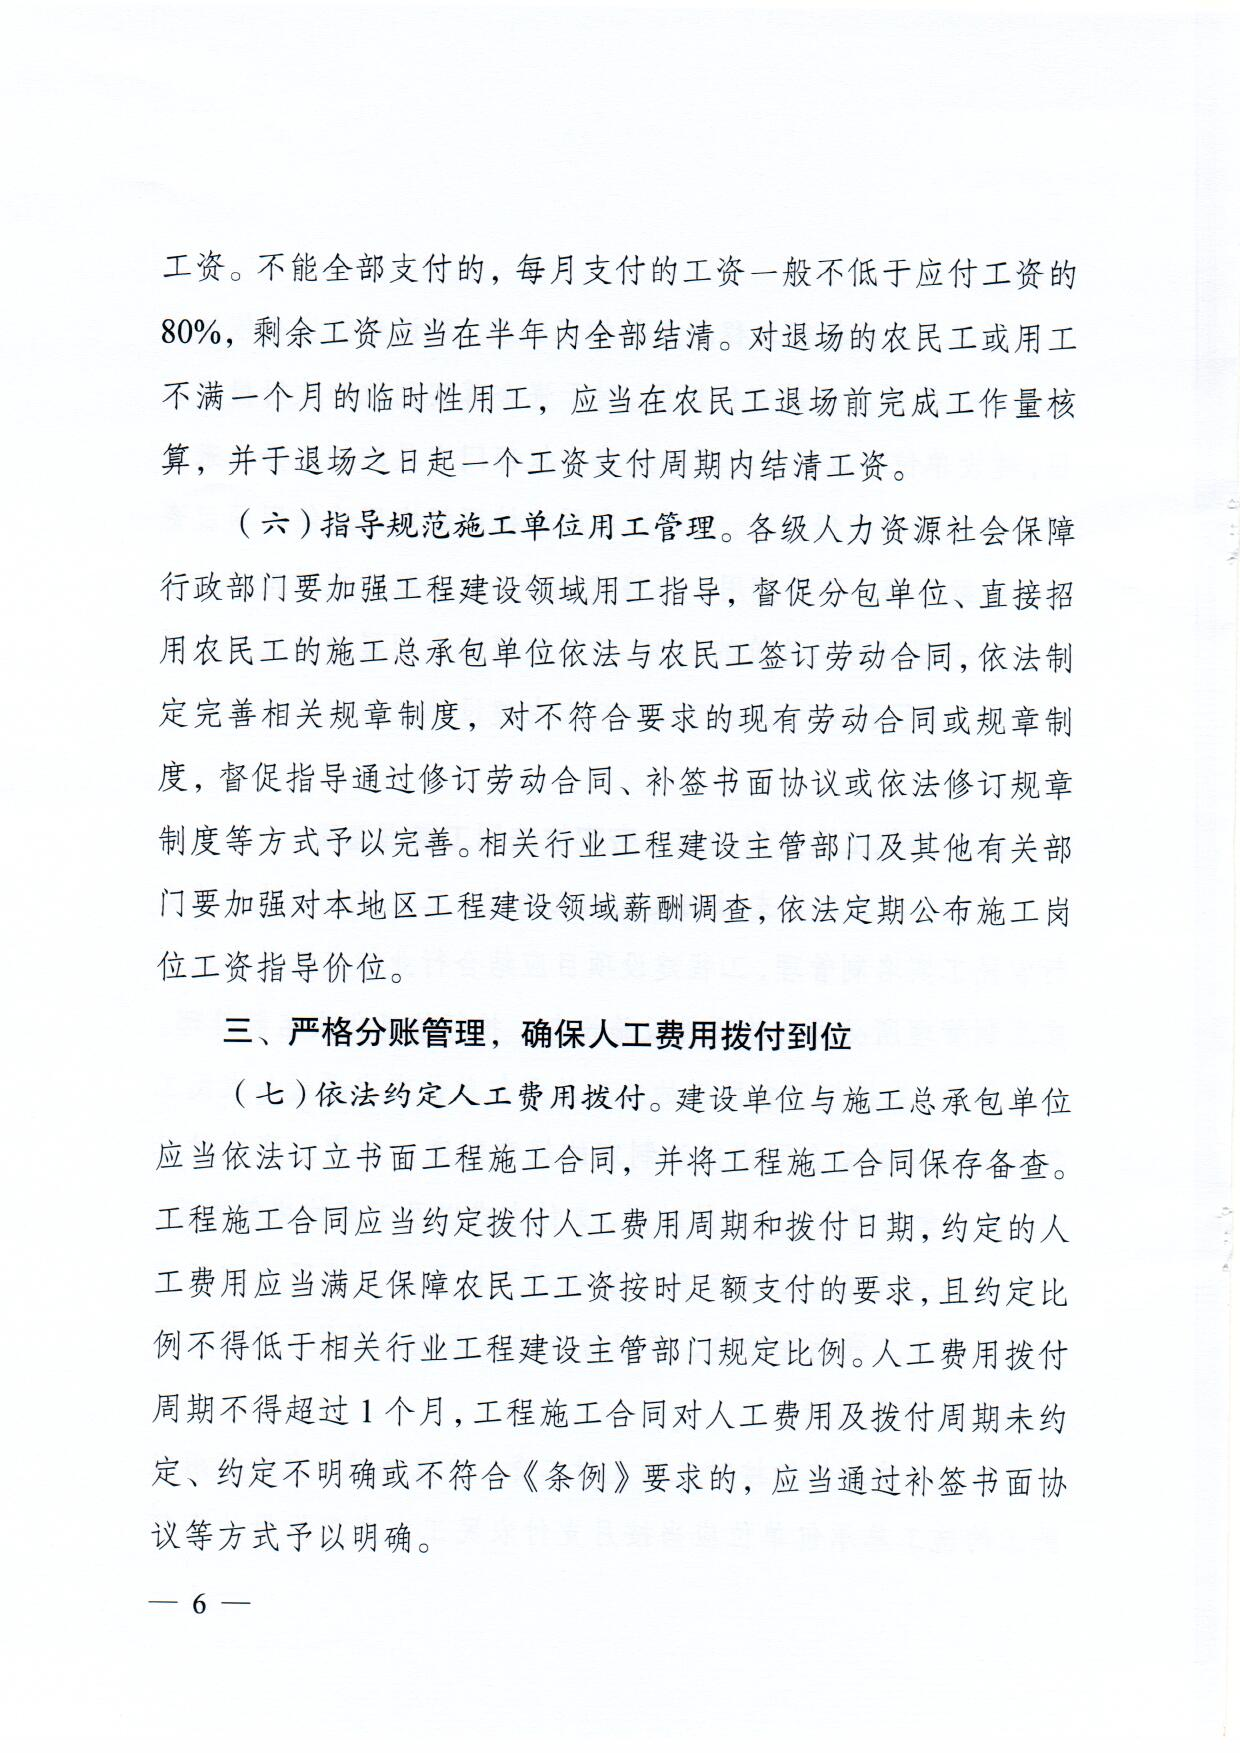 工资。不能全部支付的，每月支付的工资一般不低于应付工资的
80%，剩余工资应当在半年内全部结清。对退场的农民工或用工
不满一个月的临时性用工，应当在农民工退场前完成工作量核
算，并于退场之日起一个工资支付周期内结清工资。
（六）指导规范施工单位用工管理。各级人力资源社会保障
行政部门要加强工程建设领域用工指导，督促分包单位、直接招
用农民工的施工总承包单位依法与农民工签订劳动合同，依法制
定完善相关规章制度，对不符合要求的现有劳动合同或规章制
度，督促指导通过修订劳动合同、补签书面协议或依法修订规章
制度等方式予以完善。相关行业工程建设主管部门及其他有关部
门要加强对本地区工程建设领域薪酬调查，依法定期公布施工岗
位工资指导价位。
三、严格分账管理，确保人工费用拨付到位
（七）依法约定人工费用拨付。建设单位与施工总承包单位
应当依法订立书面工程施工合同，并将工程施工合同保存备查。
工程施工合同应当约定拨付人工费用周期和拨付日期，约定的人
工费用应当满足保障农民工工资按时足额支付的要求，且约定比
例不得低于相关行业工程建设主管部门规定比例。人工费用拨付
周期不得超过1个月，工程施工合同对人工费用及拨付周期未约
定、约定不明确或不符合《条例》要求的，应当通过补签书面协
议等方式予以明确。
— 6 —